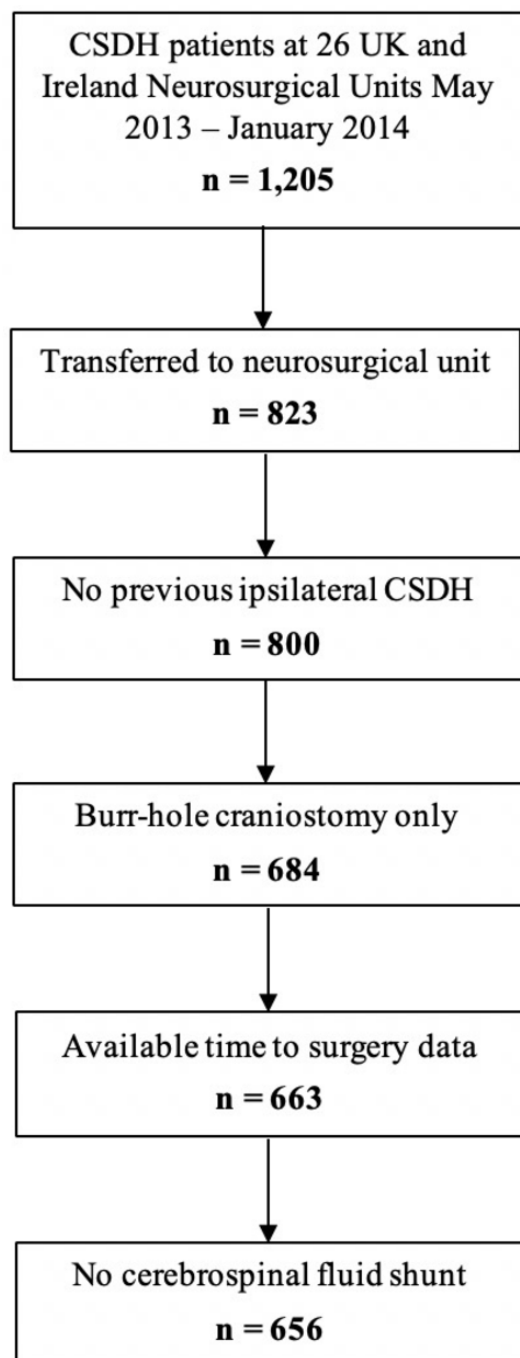 CSDH patients at 26 UK and
Ireland Neurosurgical Units May
2013 – January 2014
n = 1,205
Transferred to neurosurgical unit
n = 823
No previous ipsilateral CSDH
n = 800
Burr-hole craniostomy only
n = 684
Available time to surgery data
n = 663
No cerebrospinal fluid shunt
n = 656